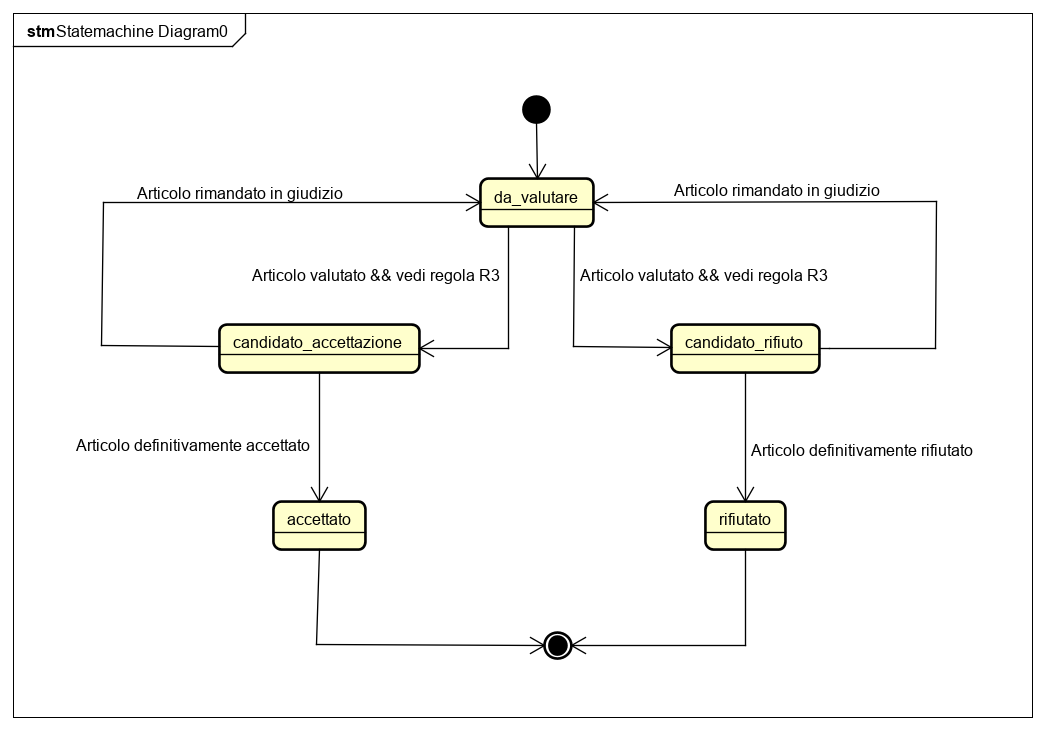 stm Statemachine Diagram0
Articolo rimandato in giudizio
Articolo rimandato in giudizio
da_valutare
Articolo valutato && vedi regola R3
Articolo valutato && vedi regola R3
candidato_accettazione
candidato_rifiuto
Articolo definitivamente accettato
Articolo definitivamente rifiutato
accettato
rifiutato